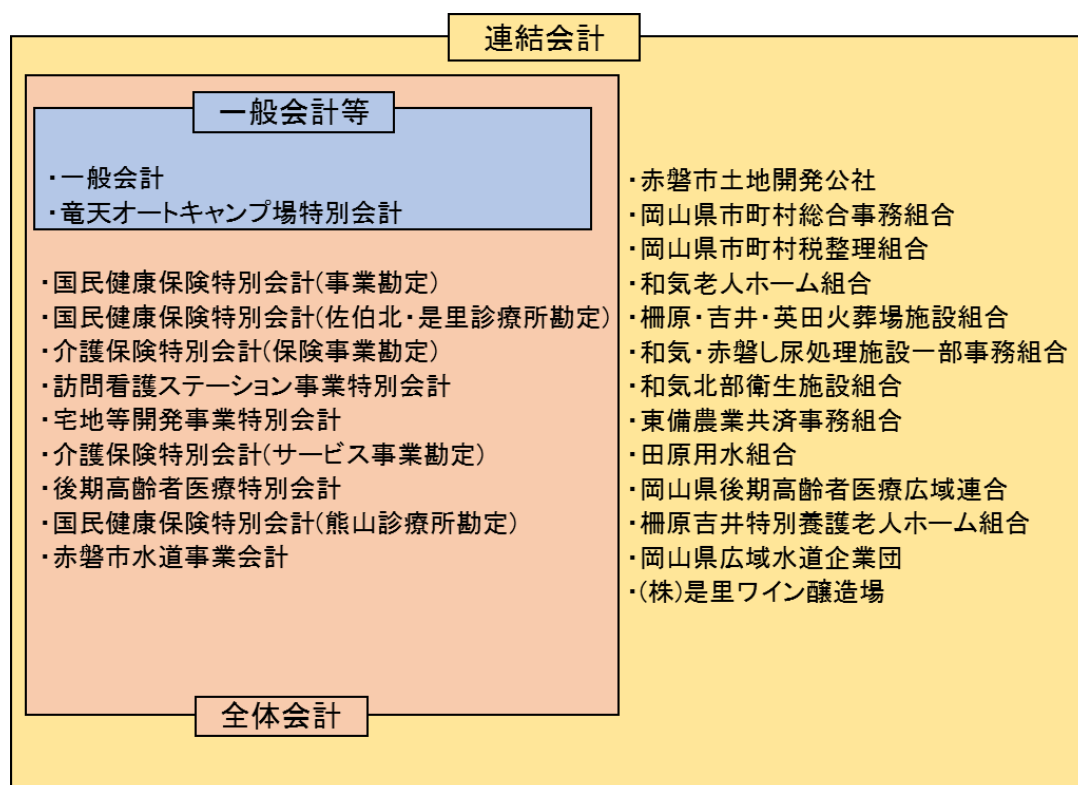 連結会計
一般会計等
・一般会計
・竜天オートキャンプ場特別会計
・国民健康保険特別会計(事業勘定)
・国民健康保険特別会計(佐伯北・是里診療所勘定)
・介護保険特別会計(保険事業勘定)
・訪問看護ステーション事業特別会計
・宅地等開発事業特別会計
・介護保険特別会計(サービス事業勘定)
・後期高齢者医療特別会計
・国民健康保険特別会計(熊山診療所勘定)
・赤磐市水道事業会計
全体会計
・赤磐市土地開発公社
・岡山県市町村総合事務組合
・岡山県市町村税整理組合
・和気老人ホーム組合
・柵原・吉井・英田火葬場施設組合
・和気・赤磐し尿処理施設一部事務組合
・和気北部衛生施設組合
・東備農業共済事務組合
・田原用水組合
・岡山県後期高齢者医療広域連合
・柵原吉井特別養護老人ホーム組合
・岡山県広域水道企業団
・(株)是里ワイン醸造場